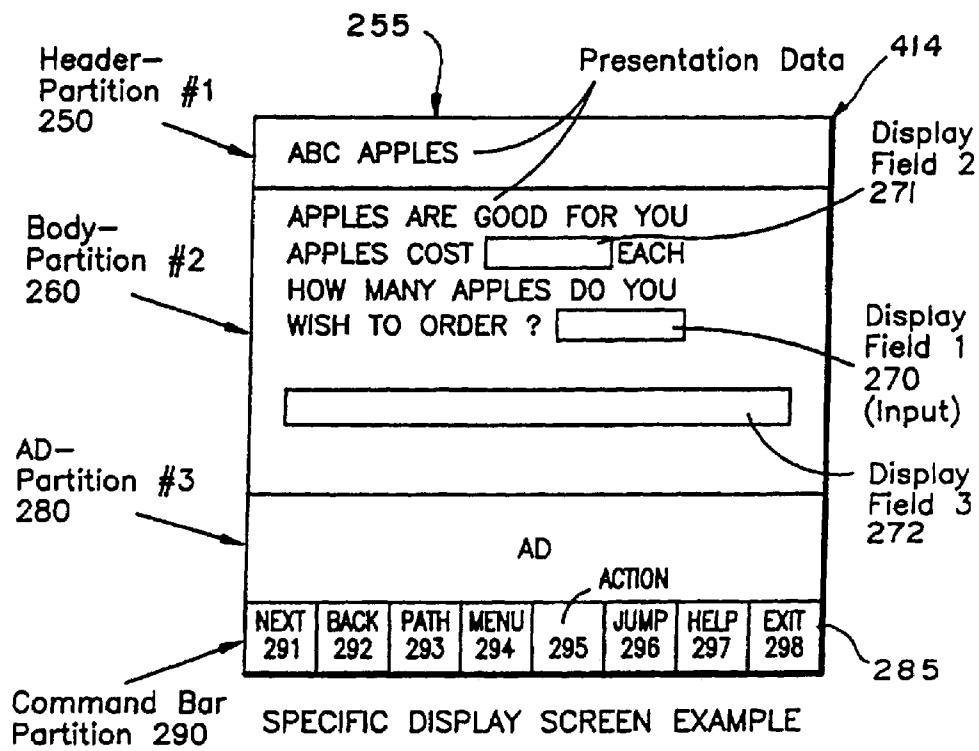 255
Header–
Partition #1
250
Presentation Data
414
ABC APPLES
Display
Field 2
271
APPLES ARE GOOD FOR YOU
APPLES COST EACH
HOW MANY APPLES DO YOU
WISH TO ORDER ?
Body–
Partition #2
260
Display
Field 1
270
(Input)
AD–
Partition #3
280
Display
Field 3
272
AD
ACTION
NEXT BACK PATH MENU JUMP HELP EXIT
291 292 293 294 295 296 297 298
285
Command Bar
Partition 290
SPECIFIC DISPLAY SCREEN EXAMPLE